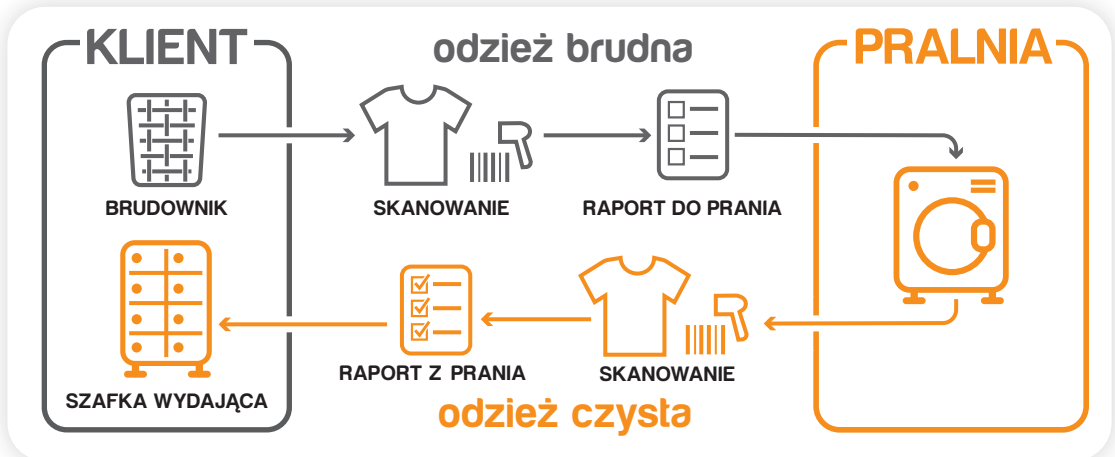 KLIENT
odzież brudna
PRALNIA
BRUDOWNIK
SKANOWANIE
RAPORT DO PRANIA
SZAFKA WYDAJĄCA
RAPORT Z PRANIA
SKANOWANIE
odzież czysta